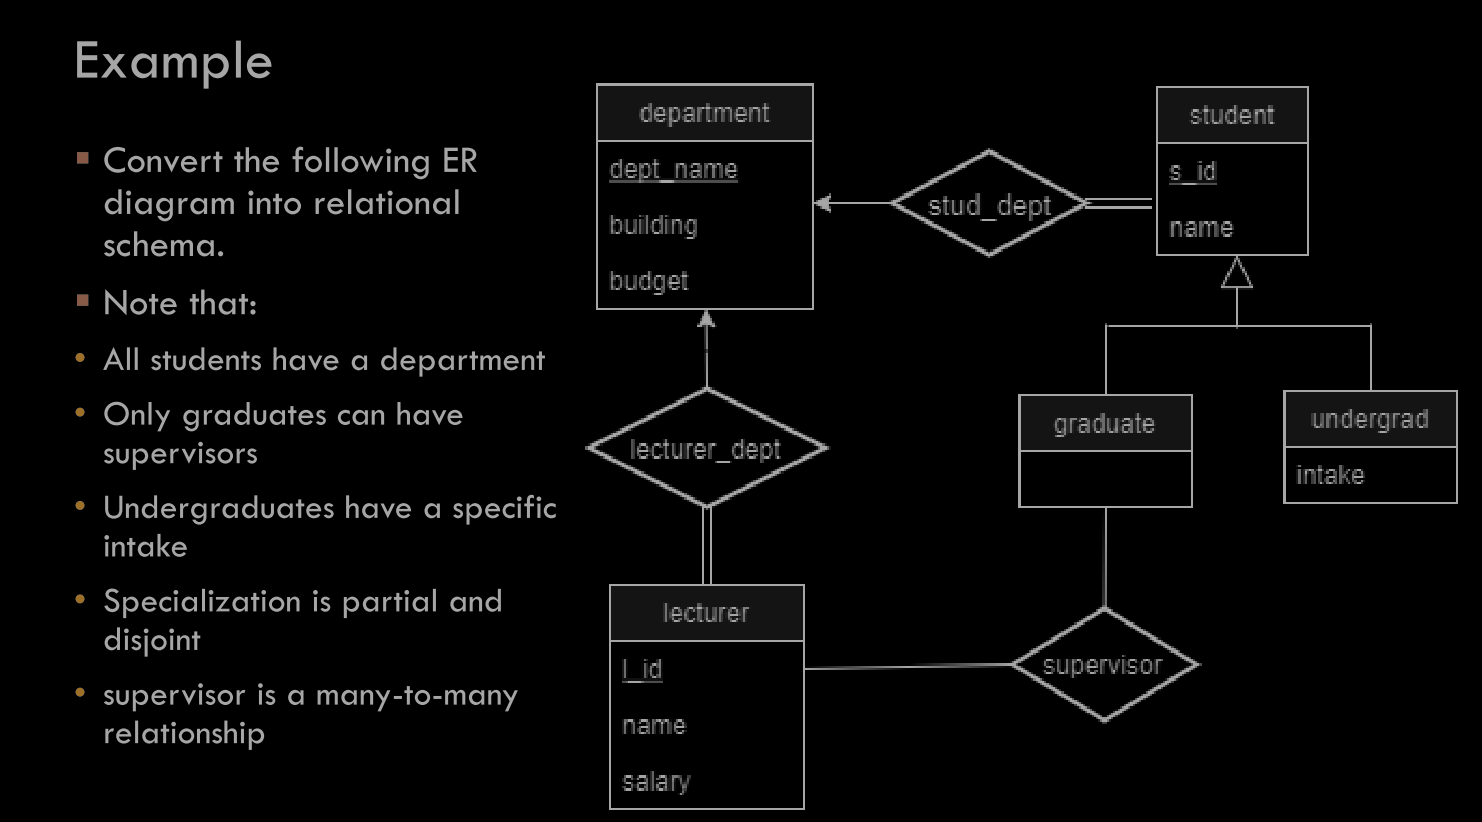 Example
Convert the following ER
diagram into relational
schema.
Note that:
All students have a department
Only graduates can have
supervisors
Undergraduates have a specific
intake
Specialization is partial and
disjoint
supervisor is a many-to-many
relationship
department
dept_name
building
budget
stud_dept
student
s_id
name
lecturer_dept
graduate
undergrad
intake
lecturer
l_id
name
salary
supervisor